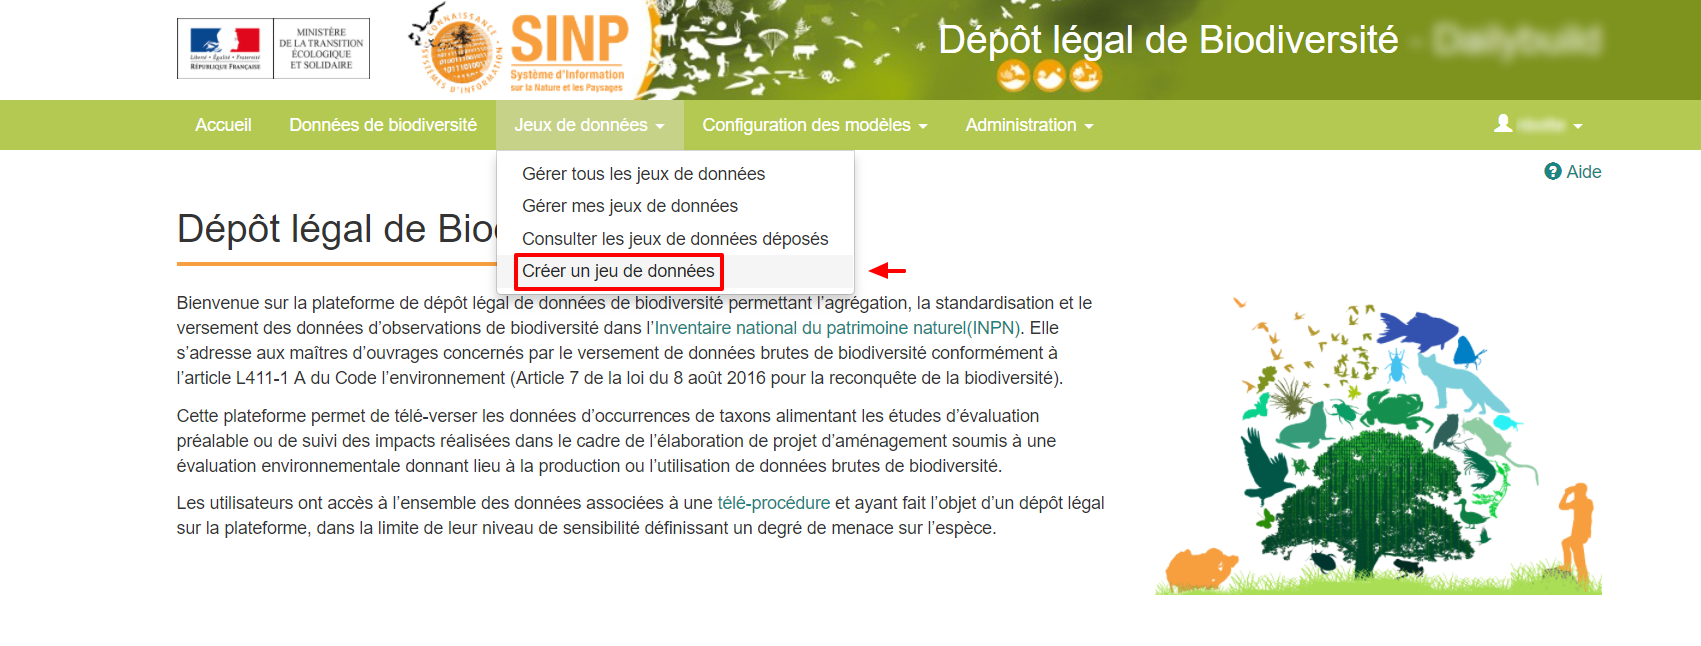 Liberté • Égalité • Fraternité
RÉPUBLIQUE FRANÇAISE
MINISTÈRE
DE LA TRANSITION
ÉCOLOGIQUE
ET SOLIDAIRE
CONNAISSANCE
SYSTÈMES D'INFORMATION
SINP
Système d'Information
sur la Nature et les Paysages
Dépôt légal de Biodiversité -
Accueil
Données de biodiversité
Jeux de données
Configuration des modèles
Administration
Gérer tous les jeux de données
Gérer mes jeux de données
Consulter les jeux de données déposés
Créer un jeu de données
Aide
Dépôt légal de
Bienvenue sur la plateforme de dépôt légal de données de biodiversité permettant l’agrégation, la standardisation et le
versement des données d’observations de biodiversité dans l’Inventaire national du patrimoine naturel(INPN). Elle
s’adresse aux maîtres d’ouvrages concernés par le versement de données brutes de biodiversité conformément à
l’article L411-1 A du Code l’environnement (Article 7 de la loi du 8 août 2016 pour la reconquête de la biodiversité).
Cette plateforme permet de télé-verser les données d’occurrences de taxons alimentant les études d’évaluation
préalable ou de suivi des impacts réalisées dans le cadre de l’élaboration de projet d’aménagement soumis à une
évaluation environnementale donnant lieu à la production ou l’utilisation de données brutes de biodiversité.
Les utilisateurs ont accès à l’ensemble des données associées à une télé-procédure et ayant fait l’objet d’un dépôt légal
sur la plateforme, dans la limite de leur niveau de sensibilité définissant un degré de menace sur l’espèce.